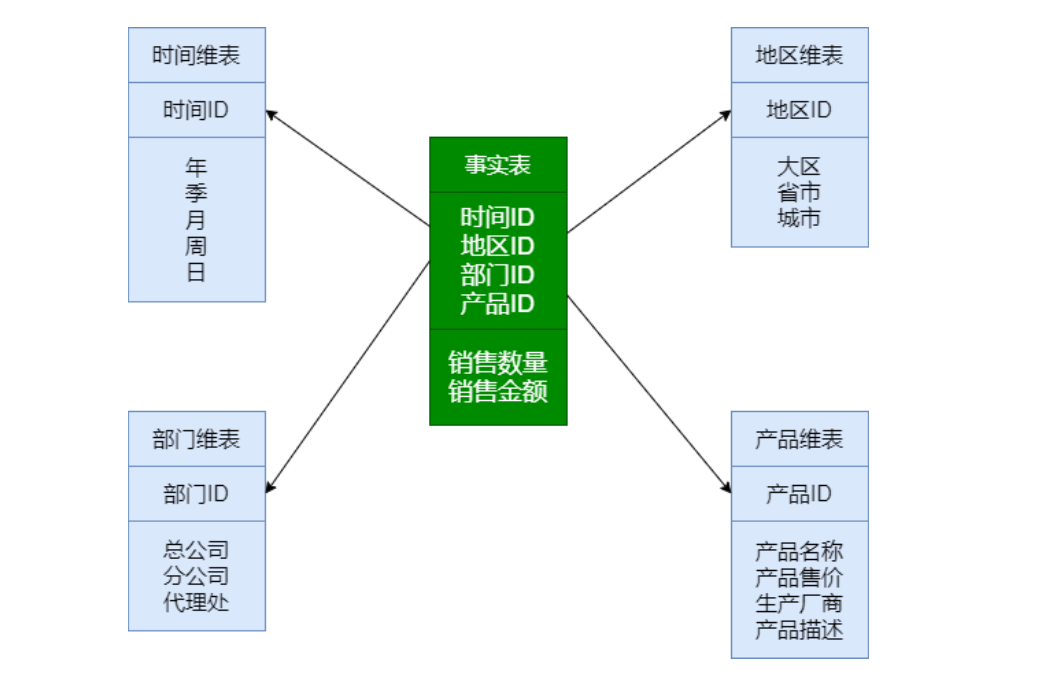 时间维表
时间ID
年
季
月
周
日
事实表
时间ID
地区ID
部门ID
产品ID
销售数量
销售金额
地区维表
地区ID
大区
省市
城市
部门维表
部门ID
总公司
分公司
代理处
产品维表
产品ID
产品名称
产品售价
生产厂商
产品描述